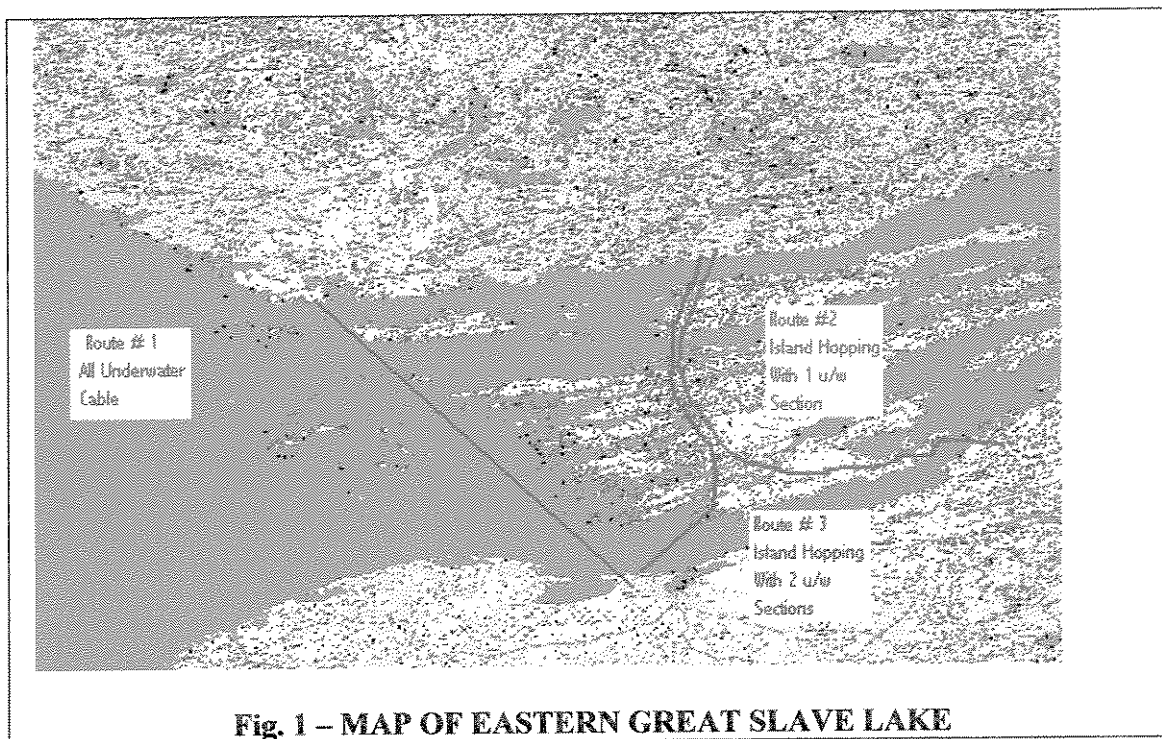 Route # 1
All Underwater
Cable
Route #2
Island Hopping
With 1 u/w
Section
Route # 3
Island Hopping
With 2 u/w
Sections
Fig. 1 – MAP OF EASTERN GREAT SLAVE LAKE